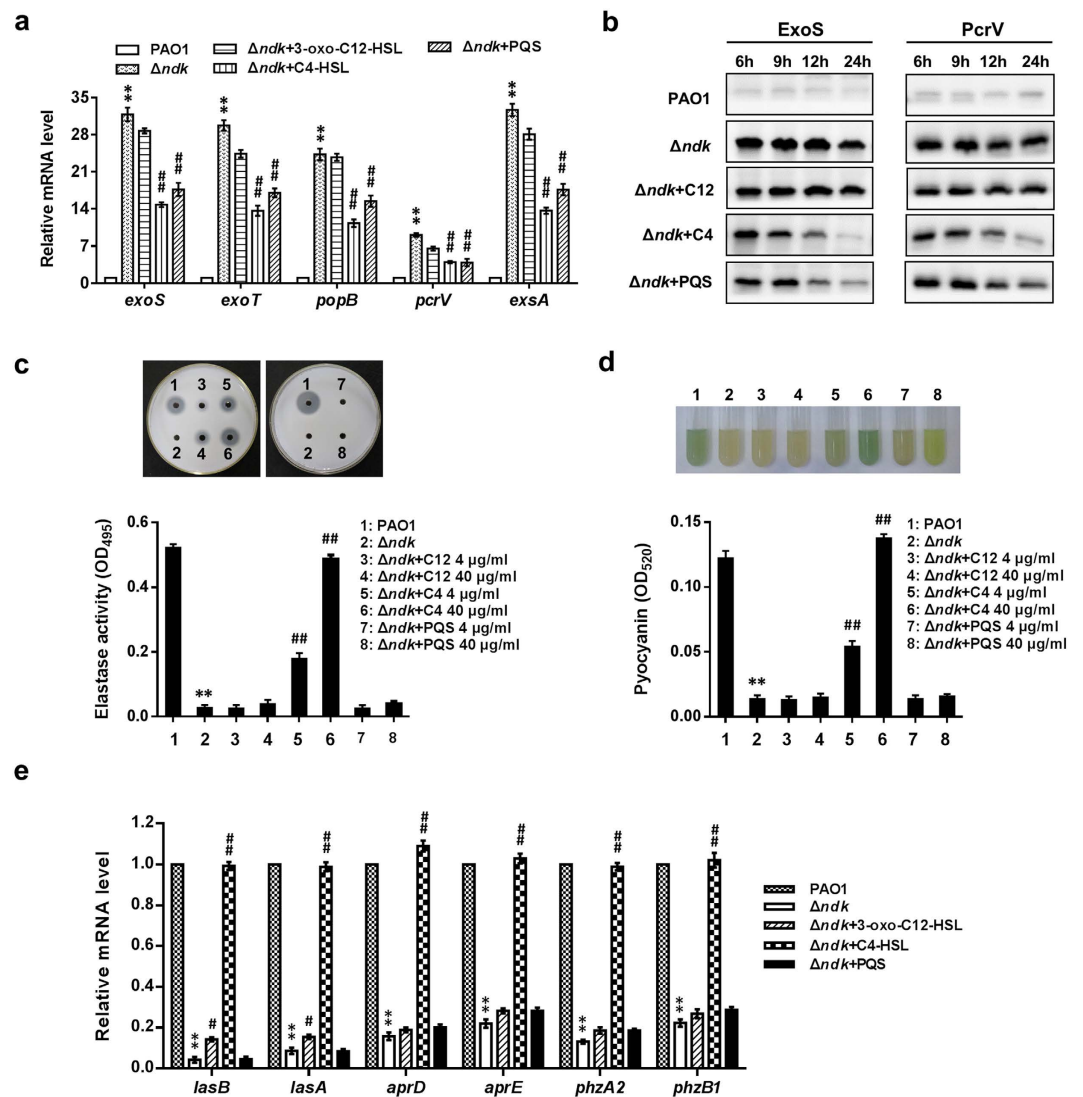 a
PAO1
Δndk+3-oxo-C12-HSL
Δndk+PQS
Δndk
Δndk+C4-HSL
Relative mRNA level
35
28
21
14
7
0
**
##
##
**
##
##
**
##
##
**
##
##
**
##
##
exoS
exoT
popB
pcrV
exsA
b
ExoS
PcrV
6h 9h 12h 24h
6h 9h 12h 24h
PAO1
Δndk
Δndk+C12
Δndk+C4
Δndk+PQS
c
1 3 5
2 4 6
1 7
2 8
Elastase activity (OD495)
0.6
0.4
0.2
0.0
**
##
##
1 2 3 4 5 6 7 8
1: PAO1
2: Δndk
3: Δndk+C12 4 μg/ml
4: Δndk+C12 40 μg/ml
5: Δndk+C4 4 μg/ml
6: Δndk+C4 40 μg/ml
7: Δndk+PQS 4 μg/ml
8: Δndk+PQS 40 μg/ml
d
1 2 3 4 5 6 7 8
Pyocyanin (OD520)
0.15
0.10
0.05
0.00
**
##
##
1 2 3 4 5 6 7 8
1: PAO1
2: Δndk
3: Δndk+C12 4 μg/ml
4: Δndk+C12 40 μg/ml
5: Δndk+C4 4 μg/ml
6: Δndk+C4 40 μg/ml
7: Δndk+PQS 4 μg/ml
8: Δndk+PQS 40 μg/ml
e
Relative mRNA level
1.2
1.0
0.8
0.6
0.4
0.2
0.0
**
#
##
**
#
##
**
##
**
##
**
##
**
##
lasB
lasA
aprD
aprE
phzA2
phzB1
PAO1
Δndk
Δndk+3-oxo-C12-HSL
Δndk+C4-HSL
Δndk+PQS